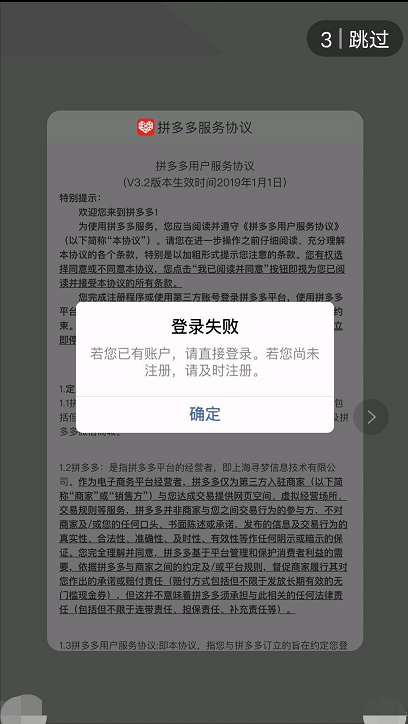 3 | 跳过
拼多多服务协议
拼多多用户服务协议
（V3.2版本生效时间2019年1月1日）
特别提示：
欢迎您来到拼多多！
为使用拼多多服务，您应当阅读并遵守《拼多多用户服务协议》
（以下简称“本协议”）。请您在进一步操作之前仔细阅读、充分理解
本协议的各个条款，特别是以加粗形式提示您注意的条款。您有权选
择同意或不同意本协议，您点击“我已阅读并同意”按钮即视为您已阅
读并接受本协议的所有条款。
您完成注册程序或使用第三方账号登录拼多多平台，使用拼多
登录失败
若您已有账户，请直接登录。若您尚未
注册，请及时注册。
确定
1.2拼多多：是指拼多多平台的经营者，即上海寻梦信息技术有限公
司。作为电子商务平台经营者，拼多多仅为第三方入驻商家（以下简
称“商家”或“销售方”）与您达成交易提供网页空间、虚拟经营场所、
交易规则等服务，拼多多并非商家与您之间交易行为的参与方，不对
商家及/或您的任何口头、书面陈述或承诺，发布的信息及交易行为的
真实性、合法性、准确性、及时性、有效性等作任何明示或暗示的保
证。您完全理解并同意，拼多多基于平台管理和保护消费者利益的需
要，依据拼多多与商家之间的约定及/或平台规则，督促商家履行其对
您作出的承诺或赔付责任（赔付方式包括但不限于发放长期有效的无
门槛现金券），但这并不意味着拼多多须承担与此相关的任何法律责
任（包括但不限于连带责任、担保责任、补充责任等）。
1.3拼多多用户服务协议:即本协议，指您与拼多多订立的旨在约定您登